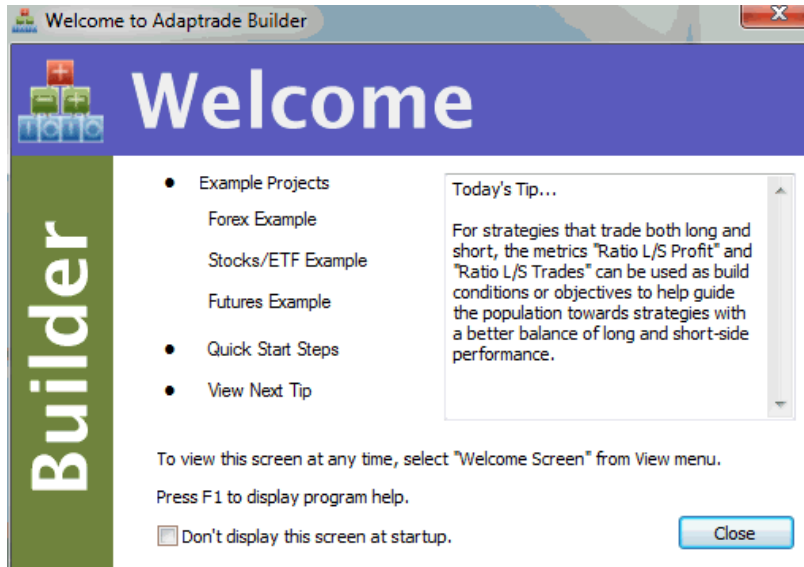 Welcome to Adaptrade Builder
x
Welcome
Builder
• Example Projects
Forex Example
Stocks/ETF Example
Futures Example
• Quick Start Steps
• View Next Tip
Today's Tip...
For strategies that trade both long and
short, the metrics "Ratio L/S Profit" and
"Ratio L/S Trades" can be used as build
conditions or objectives to help guide
the population towards strategies with
a better balance of long and short-side
performance.
To view this screen at any time, select "Welcome Screen" from View menu.
Press F1 to display program help.
Don't display this screen at startup.
Close